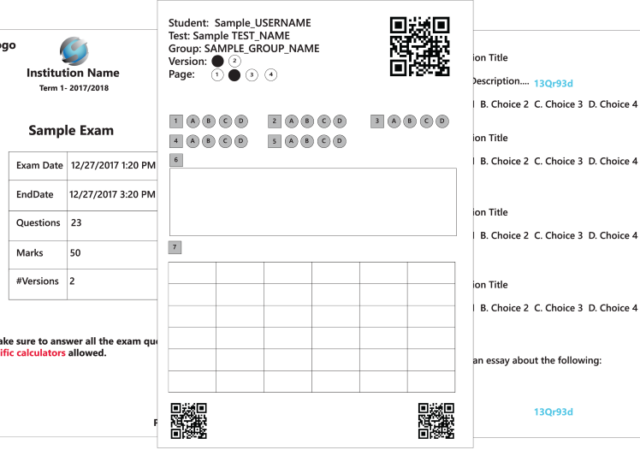 ogo
Institution Name
Term 1- 2017/2018
Sample Exam
Exam Date 12/27/2017 1:20 PM
EndDate 12/27/2017 3:20 PM
Questions 23
Marks 50
#Versions 2
ake sure to answer all the exam qu
ific calculators allowed.
Student: Sample_USERNAME
Test: Sample TEST_NAME
Group: SAMPLE_GROUP_NAME
Version: 2
Page: 1 3 4
1 A B C D 2 A B C D 3 A B C D
4 A B C D 5 A B C D
6
7
ion Title
Description.... 13Qr93d
B. Choice 2 C. Choice 3 D. Choice 4
ion Title
B. Choice 2 C. Choice 3 D. Choice 4
ion Title
B. Choice 2 C. Choice 3 D. Choice 4
ion Title
B. Choice 2 C. Choice 3 D. Choice 4
an essay about the following:
13Qr93d